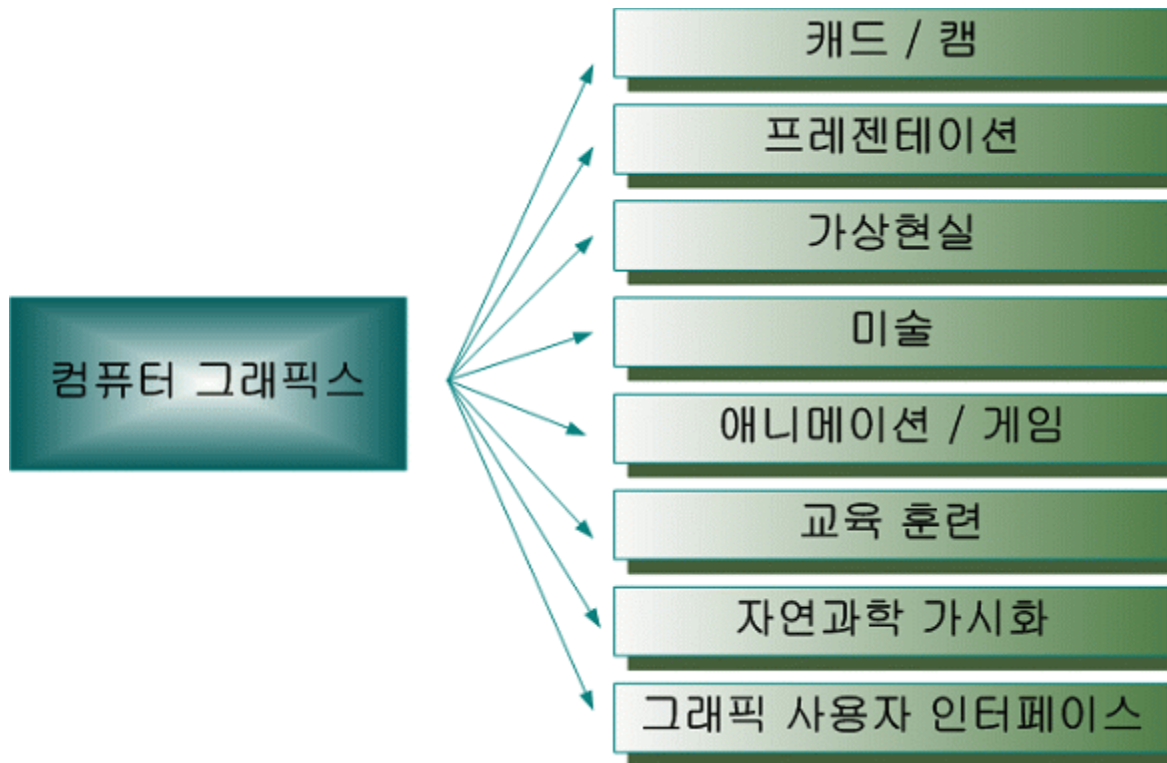 컴퓨터 그래픽스
캐드 / 캠
프레젠테이션
가상현실
미술
애니메이션 / 게임
교육 훈련
자연과학 가시화
그래픽 사용자 인터페이스